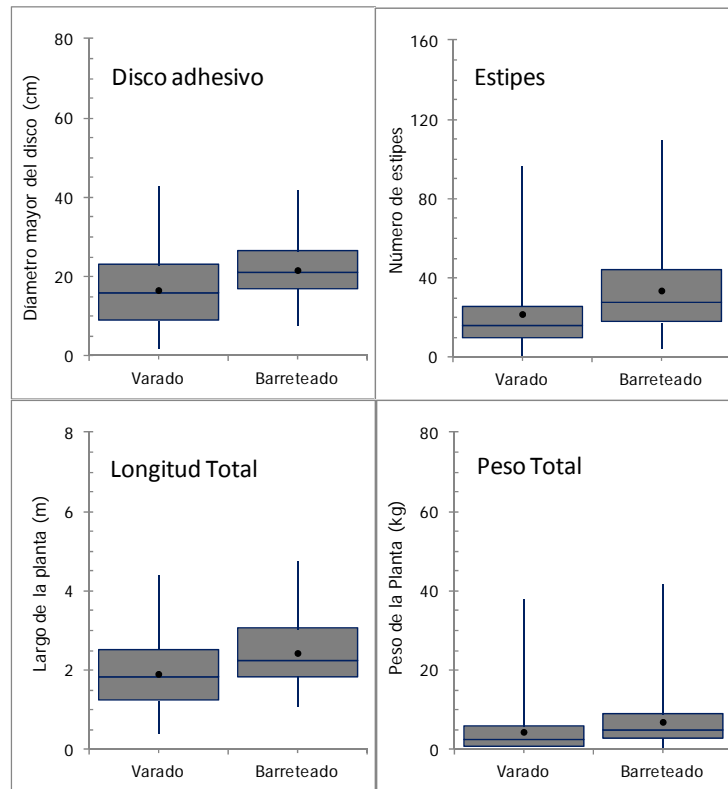 Disco adhesivo
Diametro mayor del disco (cm)
80
60
40
20
0
Varado
Barreteado
Estipes
Número de estipes
160
120
80
40
0
Varado
Barreteado
Longitud Total
Largo de la planta (m)
8
6
4
2
0
Varado
Barreteado
Peso Total
Peso de la Planta (kg)
80
60
40
20
0
Varado
Barreteado